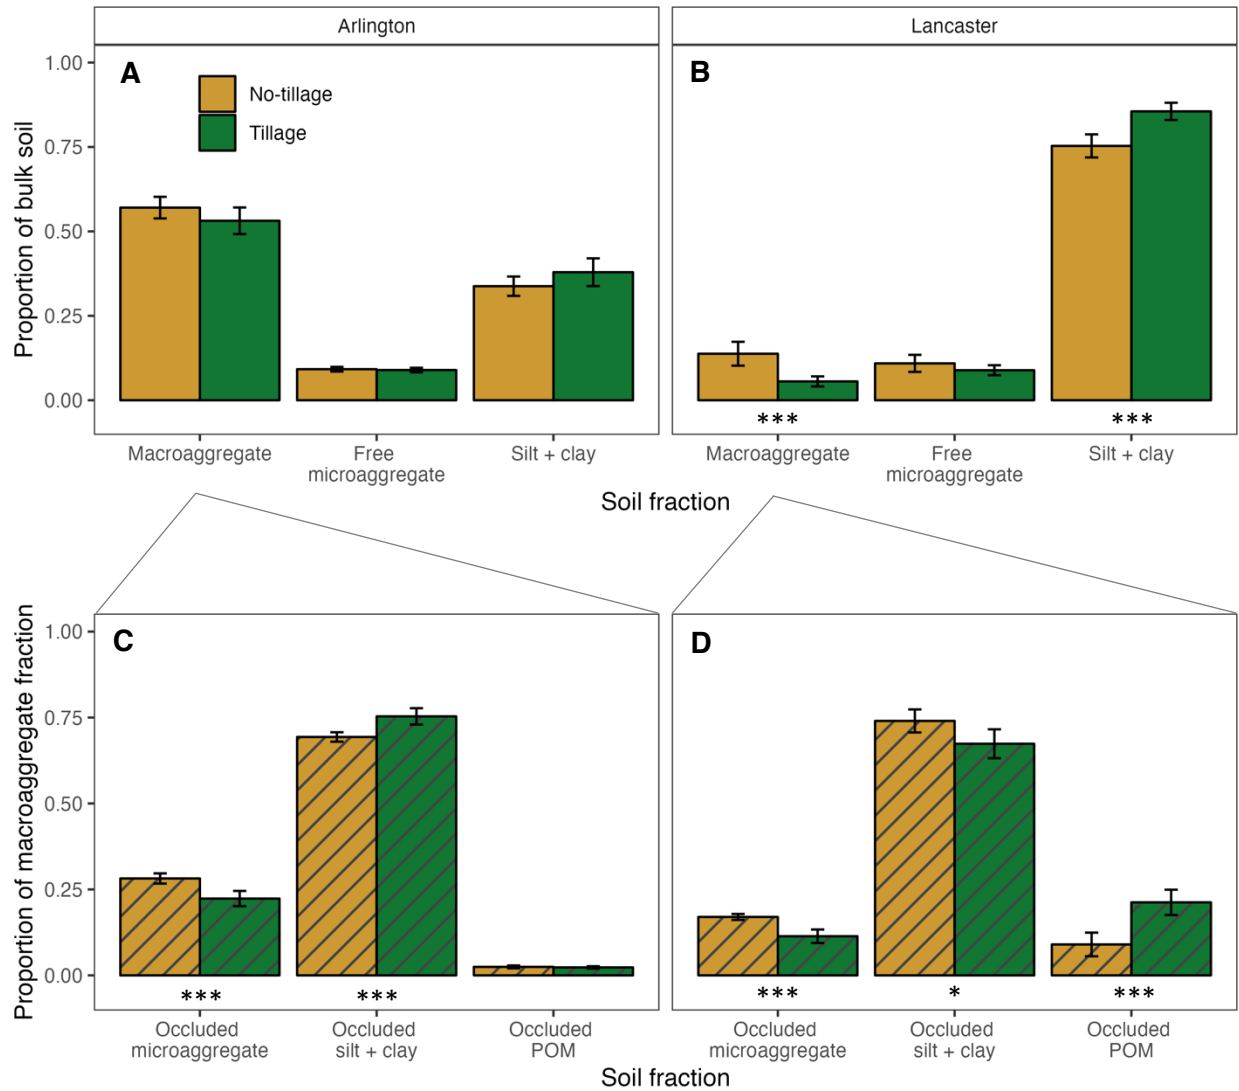 Arlington
Lancaster
Proportion of bulk soil
1.00
0.75
0.50
0.25
0.00
A
No-tillage
Tillage
B
***
***
Macroaggregate
Free
microaggregate
Silt + clay
Macroaggregate
Free
microaggregate
Silt + clay
Soil fraction
Proportion of macroaggregate fraction
1.00
0.75
0.50
0.25
0.00
C
D
***
***
***
*
***
Occluded
microaggregate
Occluded
silt + clay
Occluded
POM
Occluded
microaggregate
Occluded
silt + clay
Occluded
POM
Soil fraction